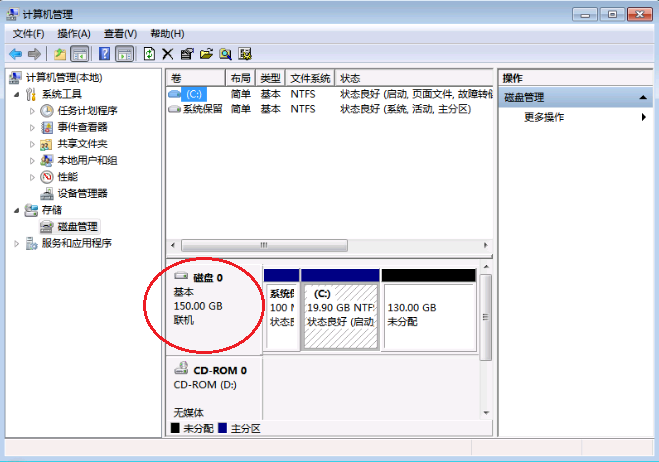 计算机管理
文件(F) 操作(A) 查看(V) 帮助(H)
计算机管理(本地)
系统工具
任务计划程序
事件查看器
共享文件夹
本地用户和组
性能
设备管理器
存储
磁盘管理
服务和应用程序
卷 布局 类型 文件系统 状态
(C:) 简单 基本 NTFS 状态良好 (启动, 页面文件, 故障转储
系统保留 简单 基本 NTFS 状态良好 (系统, 活动, 主分区)
磁盘 0
基本
150.00 GB
联机
系统保
100 M
状态良
(C:)
19.90 GB NTF
状态良好 (启动
130.00 GB
未分配
CD-ROM 0
CD-ROM (D:)
无媒体
未分配 主分区
操作
磁盘管理
更多操作